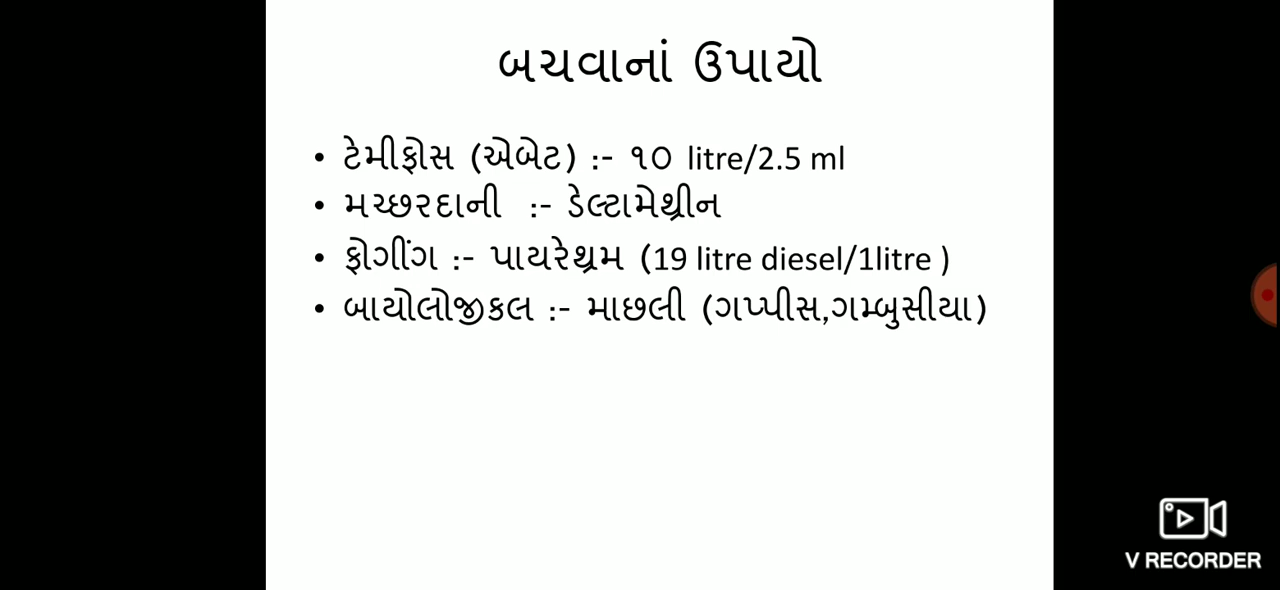 બચવાનાં ઉપાયો
• ટેમીફોસ (એબેટ) :- ૧૦ litre/2.5 ml
• મચ્છરદાની :- ડેલ્ટામેથ્રીન
• ફોગીંગ :- પાયરેથ્રમ (19 litre diesel/1litre )
• બાયોલોજીકલ :- માછલી (ગપ્પીસ,ગમ્બુસીયા)
V RECORDER